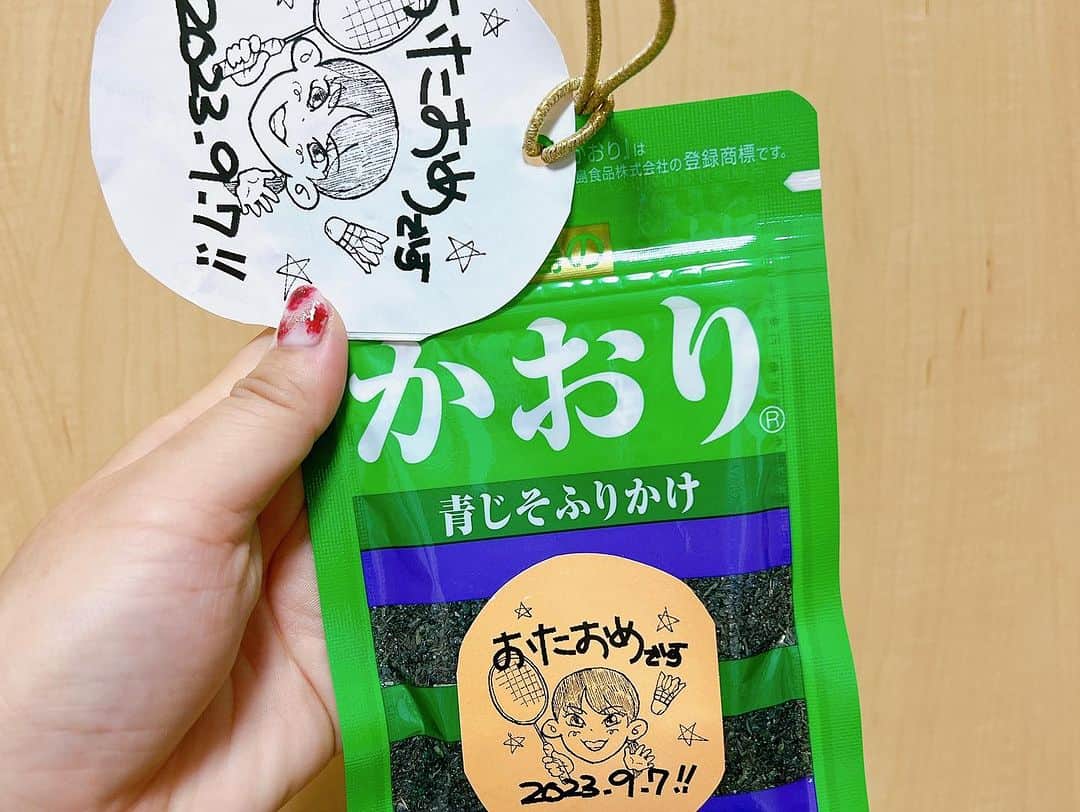 おたおめです
2023.9.7!!
おり」は
島食品株式会社の登録商標です。
かおり®
青じそふりかけ
おたおめです
2023.9.7!!